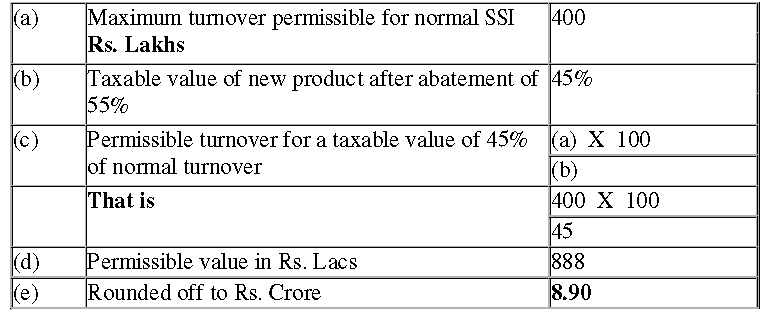 (a) Maximum turnover permissible for normal SSI 400
Rs. Lakhs
(b) Taxable value of new product after abatement of 45%
55%
(c) Permissible turnover for a taxable value of 45% (a) X 100
of normal turnover (b)
That is 400 X 100
45
(d) Permissible value in Rs. Lacs 888
(e) Rounded off to Rs. Crore 8.90